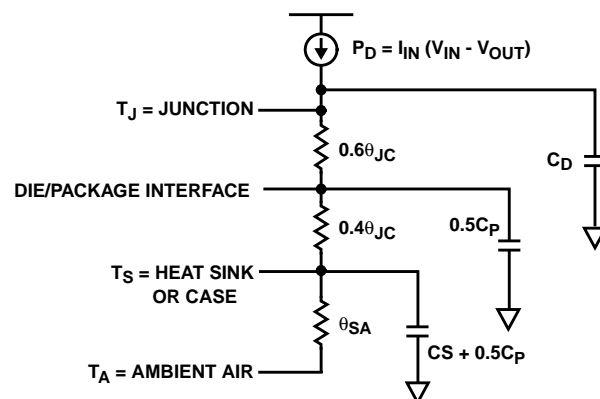 P_D = I_IN (V_IN - V_OUT)
T_J = JUNCTION
0.6θ_JC
C_D
DIE/PACKAGE INTERFACE
0.4θ_JC
0.5C_P
T_S = HEAT SINK
OR CASE
θ_SA
CS + 0.5C_P
T_A = AMBIENT AIR